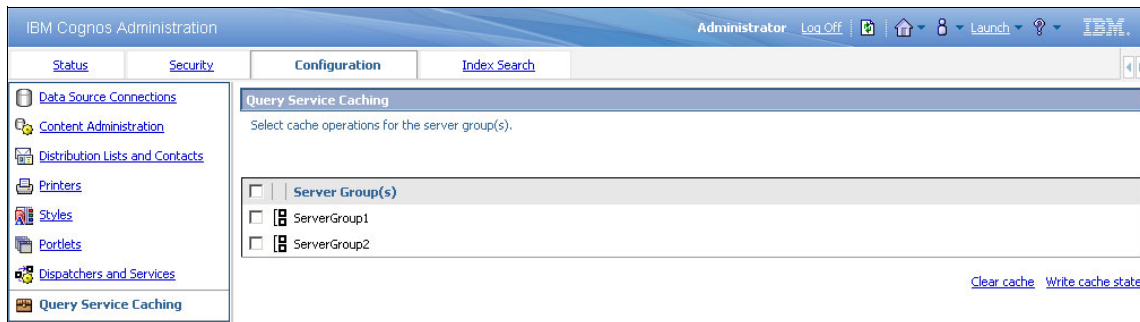 IBM Cognos Administration
Administrator Log Off Launch IBM.
Status Security Configuration Index Search
Data Source Connections
Content Administration
Distribution Lists and Contacts
Printers
Styles
Portlets
Dispatchers and Services
Query Service Caching
Query Service Caching
Select cache operations for the server group(s).
Server Group(s)
ServerGroup1
ServerGroup2
Clear cache Write cache state